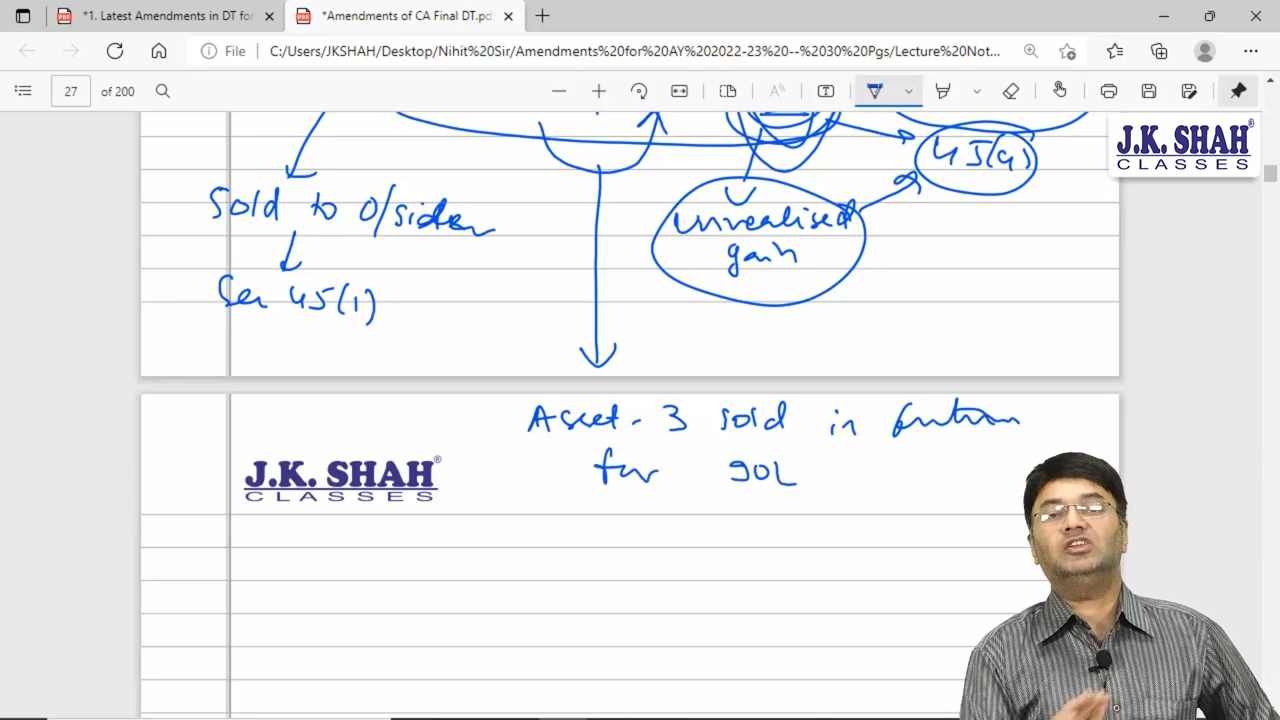 *1. Latest Amendments in DT for
*Amendments of CA Final DT.pd
File
C:/Users/JKSHAH/Desktop/Nihit%20Sir/Amendments%20for%20AY%202022-23%20--%2030%20Pgs/Lecture%20Not...
27 of 200
J.K. SHAH®
CLASSES
45(4)
Sold to O/sider
unrealised
gain
Sec 45(1)
Asset - 3 sold in future
for 90L
J.K. SHAH®
CLASSES